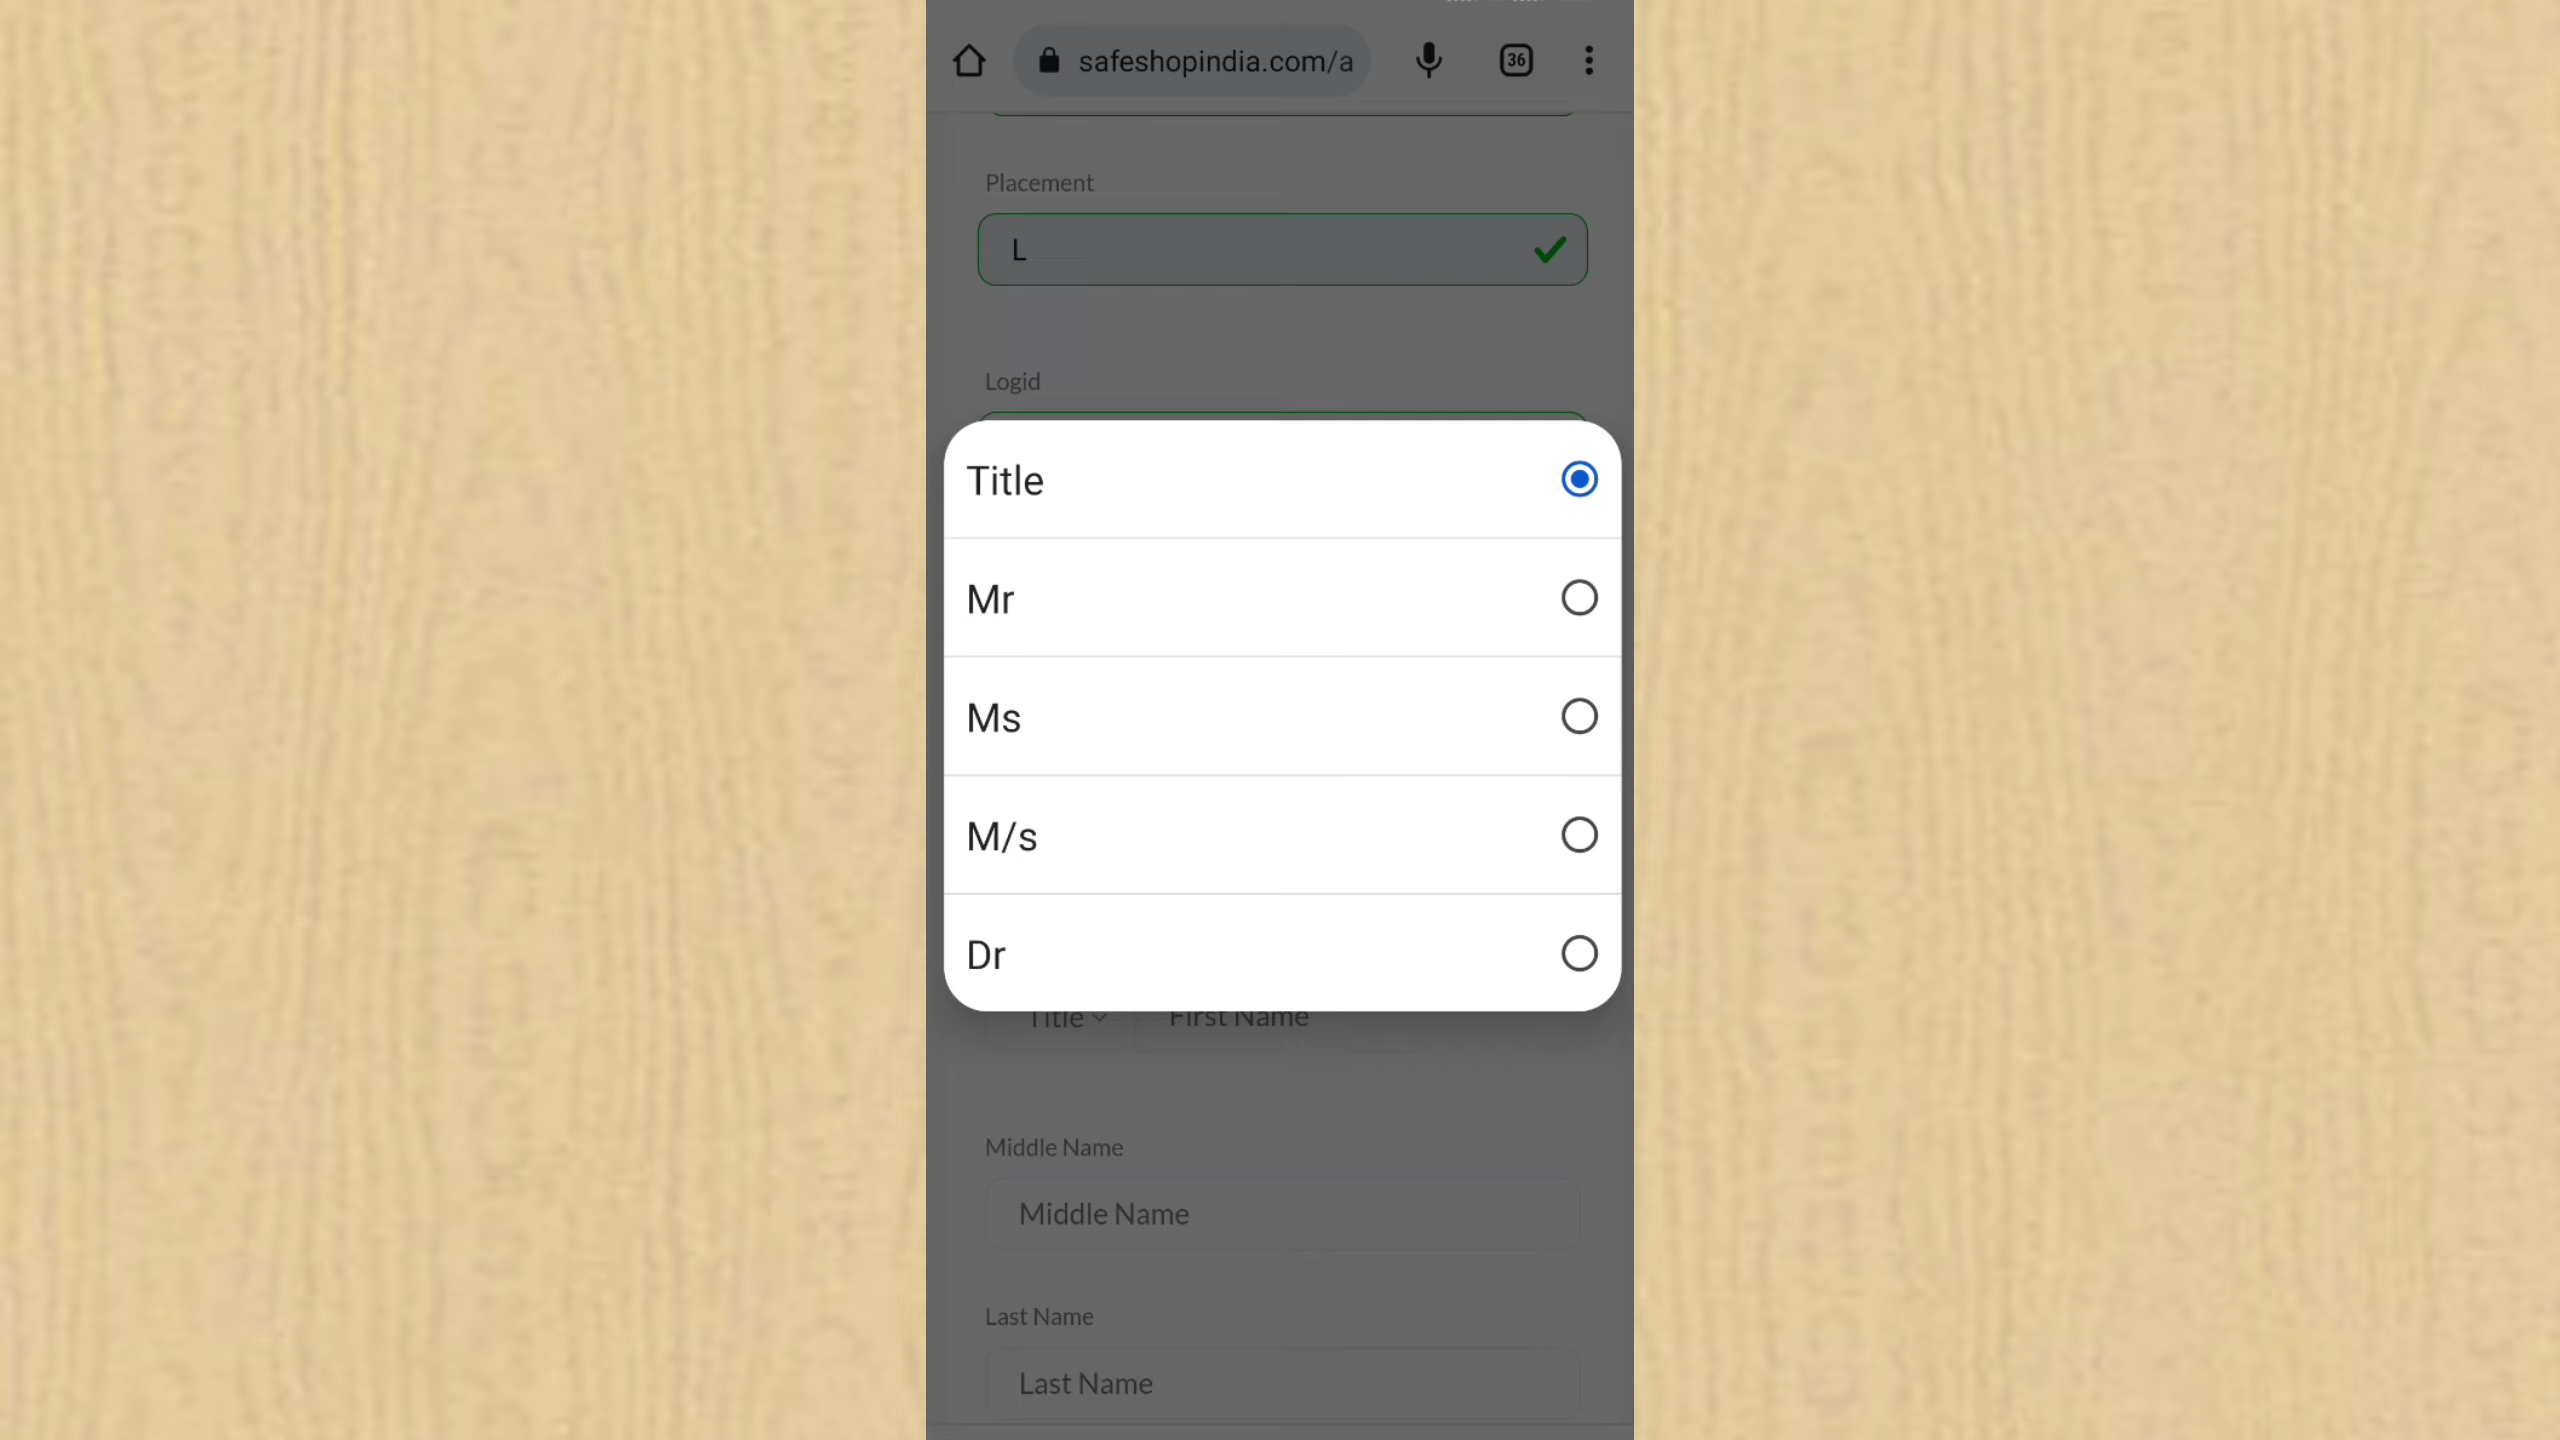 safeshopindia.com/a
36
Placement
L
Logid
Title
Mr
Ms
M/s
Dr
Title
First Name
Middle Name
Middle Name
Last Name
Last Name